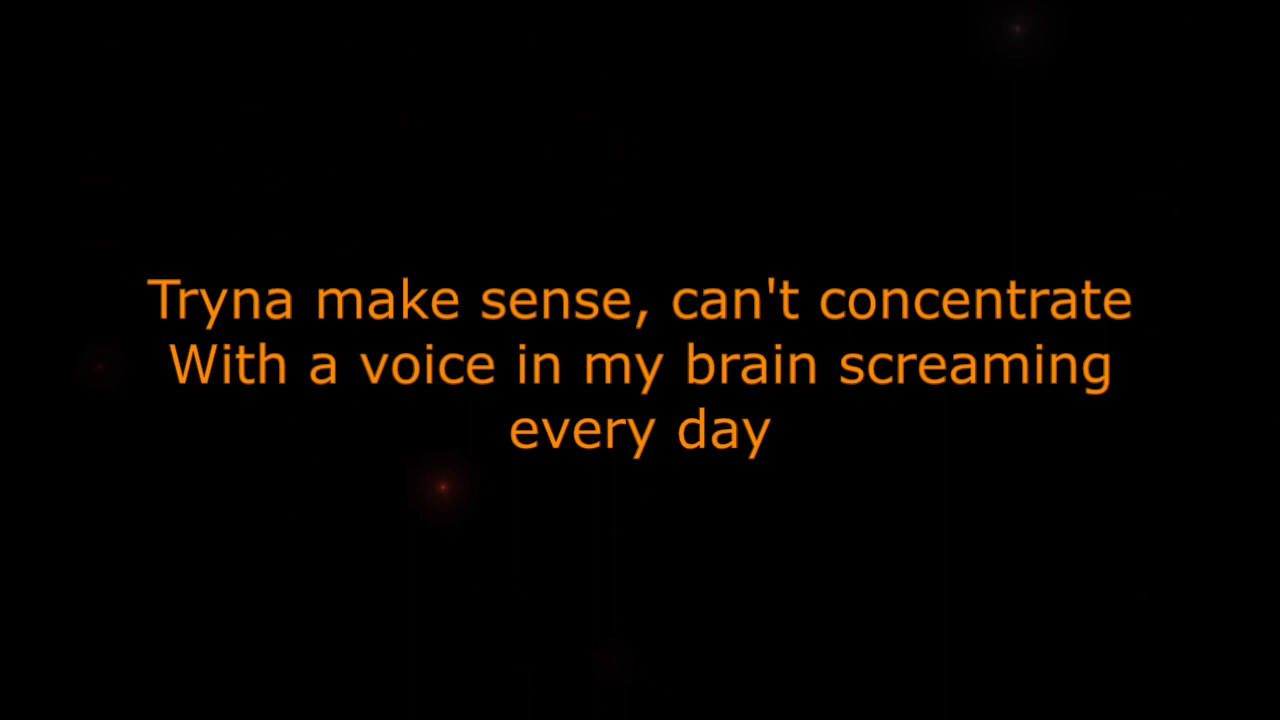 Tryna make sense, can't concentrate
With a voice in my brain screaming
every day